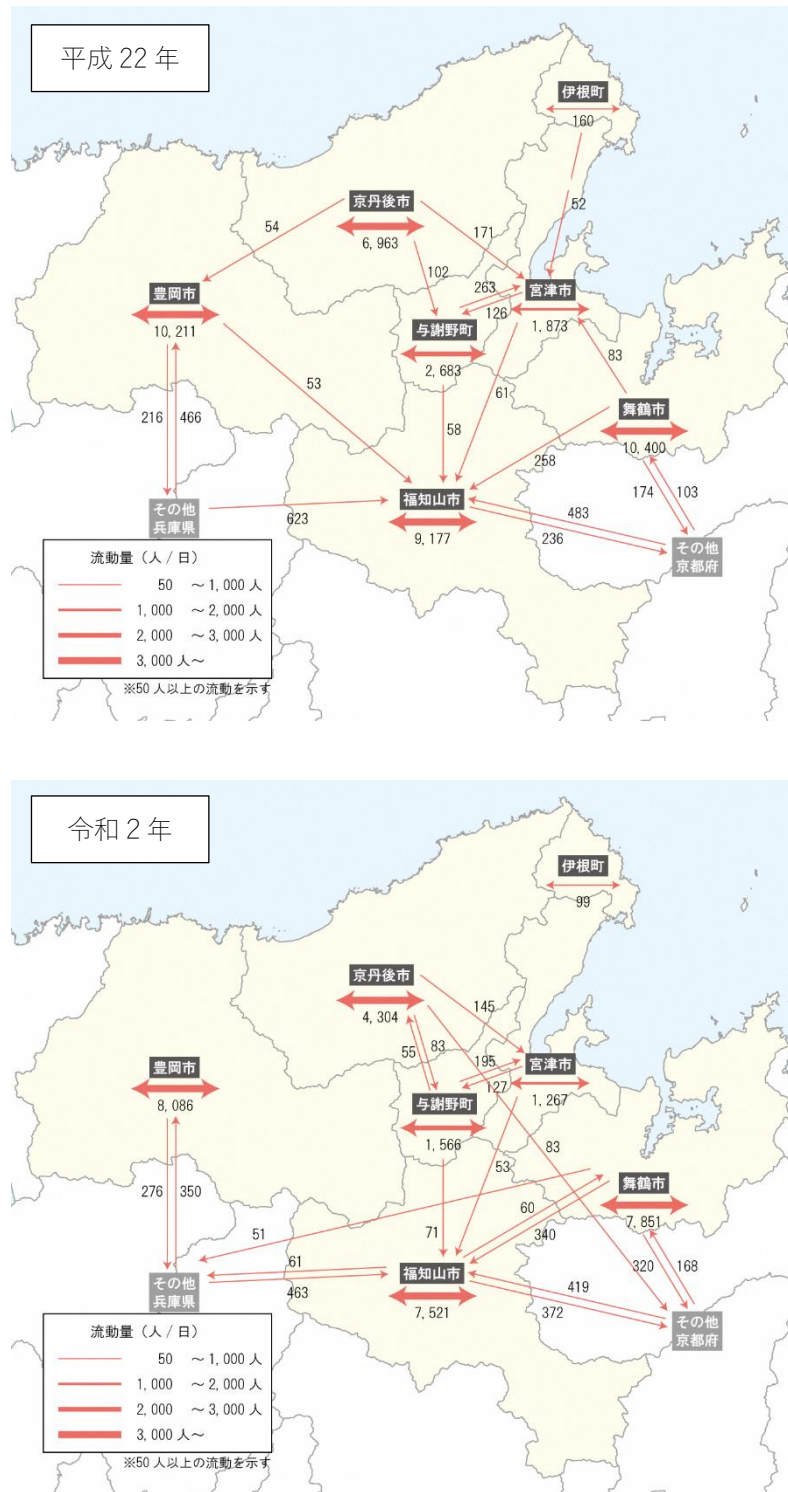 平成 22 年
伊根町
160
京丹後市
6, 963
54
171
52
102
豊岡市
10, 211
263
宮津市
126
1, 873
与謝野町
2, 683
83
53
61
舞鶴市
10, 400
216
466
58
258
174
103
その他
兵庫県
623
福知山市
9, 177
483
236
その他
京都府
流動量（人 / 日）
50 ～1, 000 人
1, 000 ～2, 000 人
2, 000 ～3, 000 人
3, 000 人～
※50 人以上の流動を示す
令和 2 年
伊根町
99
京丹後市
4, 304
145
55
83
195
豊岡市
8, 086
宮津市
127
1, 267
与謝野町
1, 566
83
53
舞鶴市
7, 851
276
350
51
71
60
340
320
168
その他
兵庫県
61
463
福知山市
7, 521
419
372
その他
京都府
流動量（人 / 日）
50 ～1, 000 人
1, 000 ～2, 000 人
2, 000 ～3, 000 人
3, 000 人～
※50 人以上の流動を示す